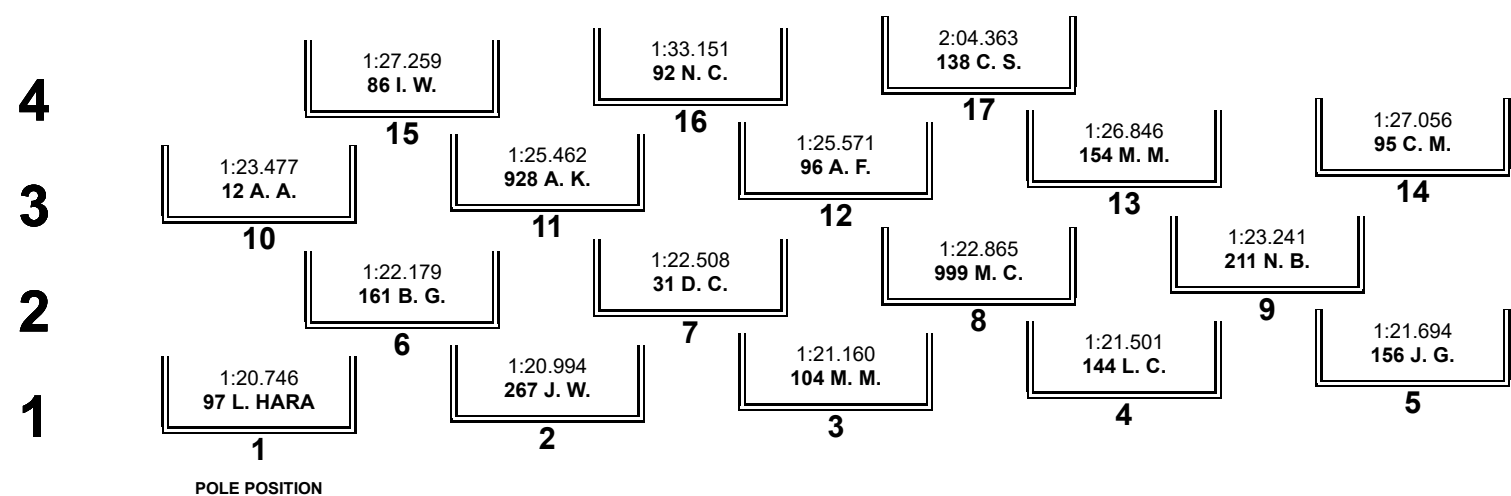 4
1:27.259
86 I. W.
15
1:33.151
92 N. C.
16
2:04.363
138 C. S.
17
3
1:23.477
12 A. A.
10
1:25.462
928 A. K.
11
1:25.571
96 A. F.
12
1:26.846
154 M. M.
13
1:27.056
95 C. M.
14
2
1:22.179
161 B. G.
6
1:22.508
31 D. C.
7
1:22.865
999 M. C.
8
1:23.241
211 N. B.
9
1
1:20.746
97 L. HARA
1
1:20.994
267 J. W.
2
1:21.160
104 M. M.
3
1:21.501
144 L. C.
4
1:21.694
156 J. G.
5
POLE POSITION